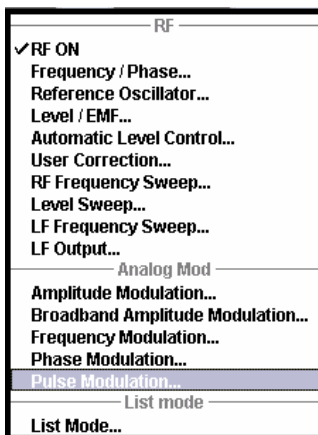 RF
RF ON
Frequency / Phase...
Reference Oscillator...
Level / EMF...
Automatic Level Control...
User Correction...
RF Frequency Sweep...
Level Sweep...
LF Frequency Sweep...
LF Output...
Analog Mod
Amplitude Modulation...
Broadband Amplitude Modulation...
Frequency Modulation...
Phase Modulation...
Pulse Modulation...
List mode
List Mode...